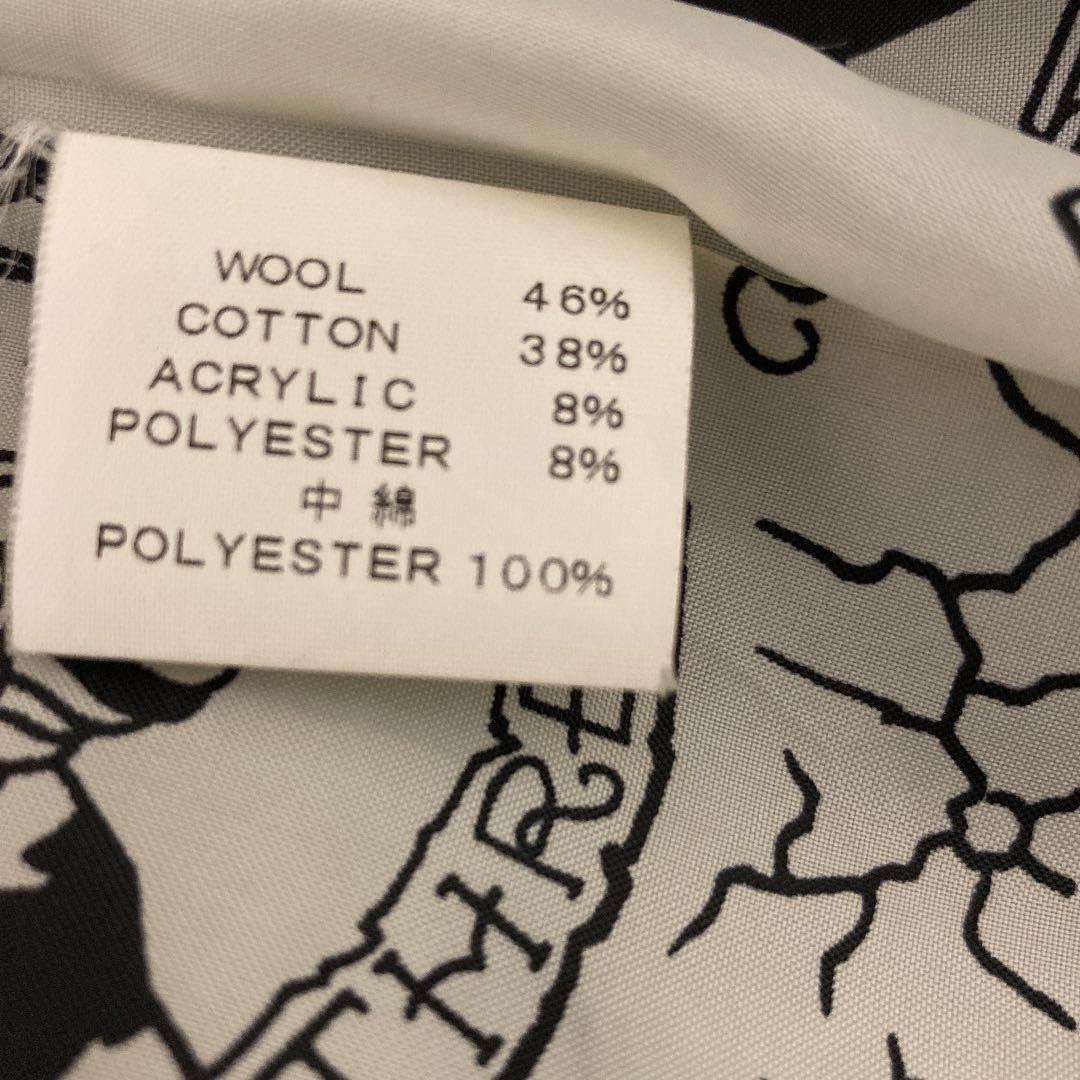 WOOL 46%
COTTON 38%
ACRYLIC 8%
POLYESTER 8%
中綿
POLYESTER 100%